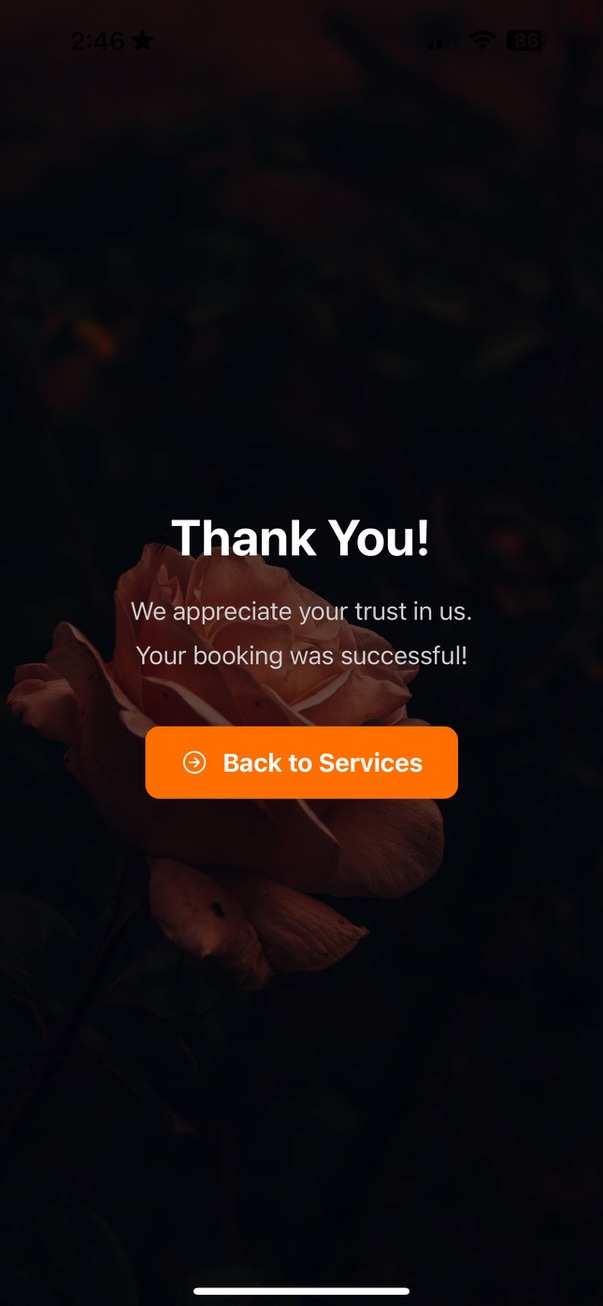 2:46
86
Thank You!
We appreciate your trust in us.
Your booking was successful!
Back to Services